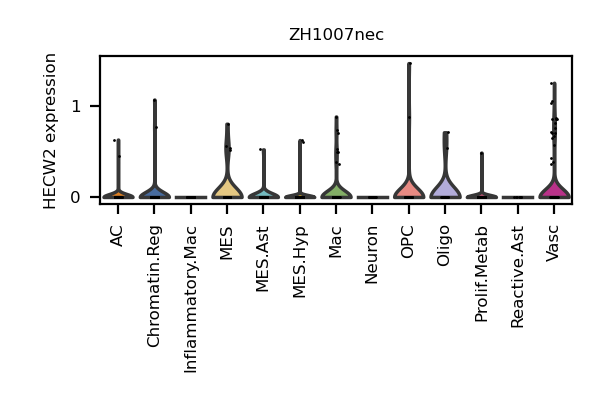 ZH1007nec
HECW2 expression
1
0
AC
Chromatin.Reg
Inflammatory.Mac
MES
MES.Ast
MES.Hyp
Mac
Neuron
OPC
Oligo
Prolif.Metab
Reactive.Ast
Vasc